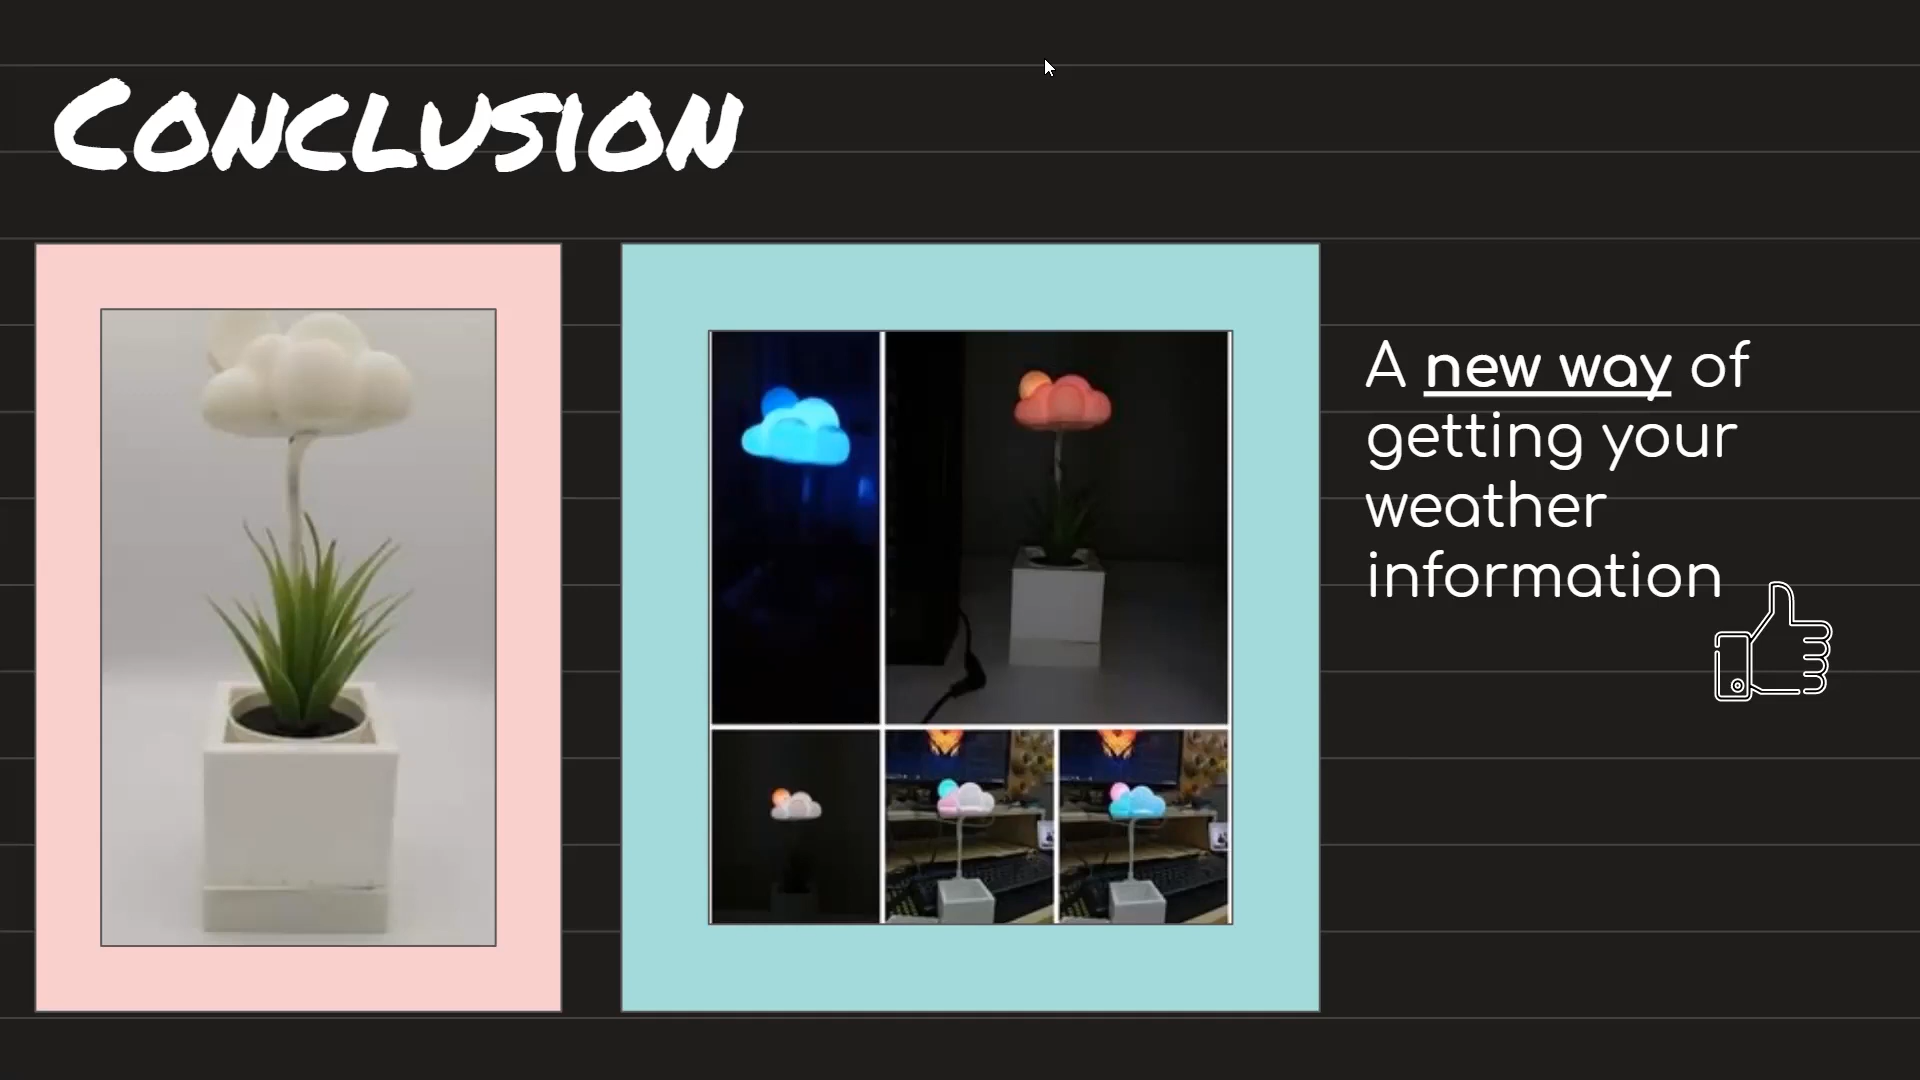 CONCLUSION
A new way of
getting your
weather
information